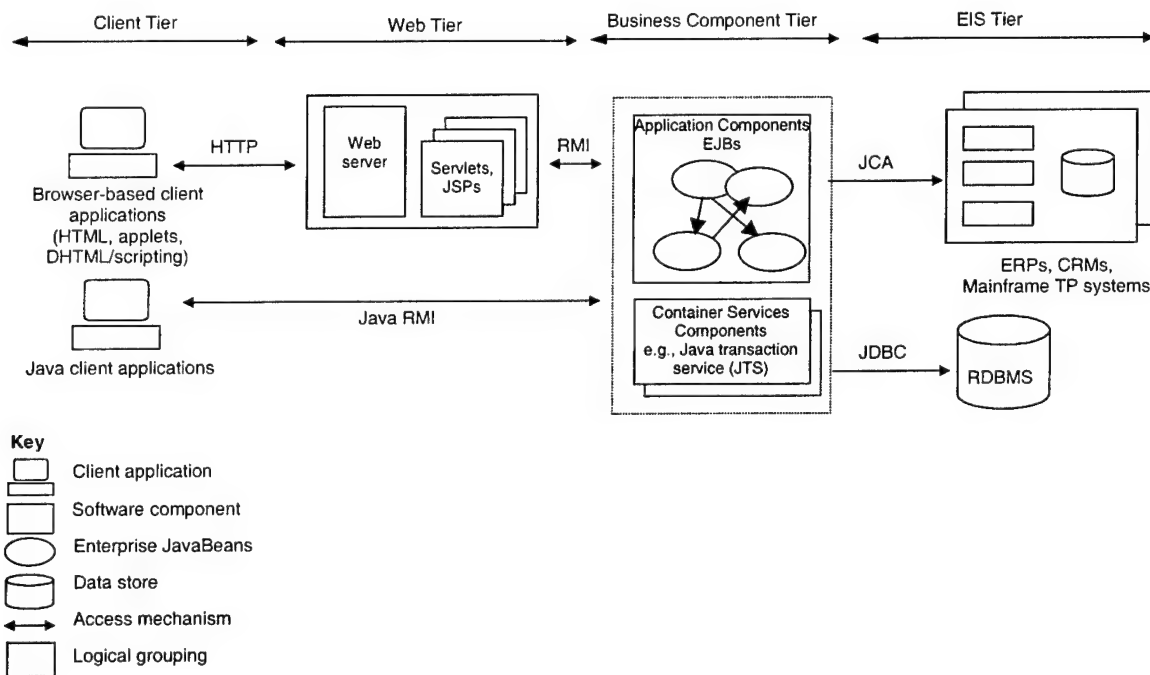 Client Tier
Web Tier
Business Component Tier
EIS Tier
Browser-based client
applications
(HTML, applets,
DHTML/scripting)
HTTP
Web
server
Servlets,
JSPs
RMI
Application Components
EJBs
JCA
ERPs, CRMs,
Mainframe TP systems
Java client applications
Java RMI
Container Services
Components
e.g., Java transaction
service (JTS)
JDBC
RDBMS
Key
Client application
Software component
Enterprise JavaBeans
Data store
Access mechanism
Logical grouping